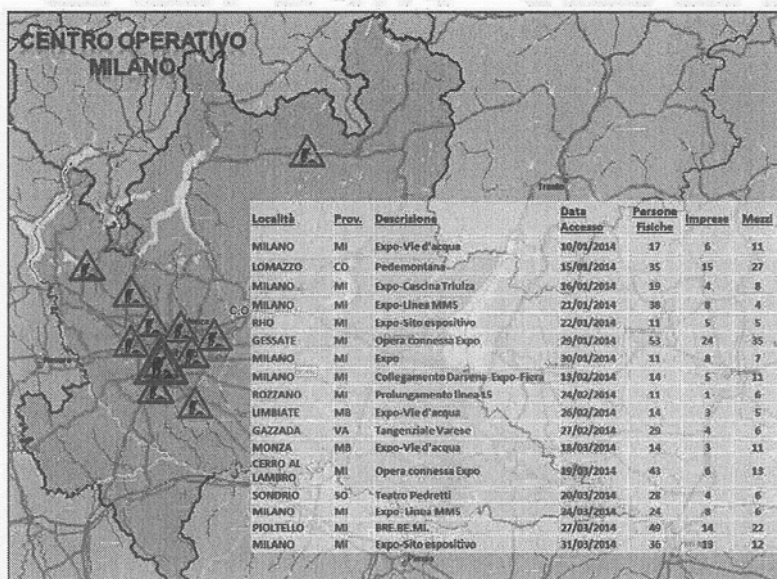 CENTRO OPERATIVO
MILANO
Trento
Località Prov. Descrizione Data Accesso Persone Fisiche Imprese Mezzi
MILANO MI Expo-Vie d'acqua 10/01/2014 17 6 11
LOMAZZO CO Pedemontana 15/01/2014 35 15 27
MILANO MI Expo-Cascina Triulza 16/01/2014 19 4 8
MILANO MI Expo-Linea MM5 21/01/2014 38 8 4
RHO MI Expo-Sito espositivo 22/01/2014 11 5 5
GESSATE MI Opera connessa Expo 29/01/2014 53 24 35
MILANO MI Expo 30/01/2014 11 8 7
MILANO MI Collegamento Darsena Expo-Fiera 13/02/2014 14 5 11
ROZZANO MI Prolungamento linea 15 24/02/2014 11 1 6
LIMBIATE MB Expo-Vie d'acqua 26/02/2014 14 3 5
GAZZADA VA Tangenziale Varese 27/02/2014 29 4 6
MONZA MB Expo-Vie d'acqua 18/03/2014 14 3 11
CERRO AL LAMBRO MI Opera connessa Expo 19/03/2014 43 6 13
SONDRIO SO Teatro Pedretti 20/03/2014 28 4 6
MILANO MI Expo-Linea MM5 24/03/2014 24 8 6
PIOLTELLO MI BRE.BE.MI. 27/03/2014 49 14 22
MILANO MI Expo-Sito espositivo 31/03/2014 36 13 12